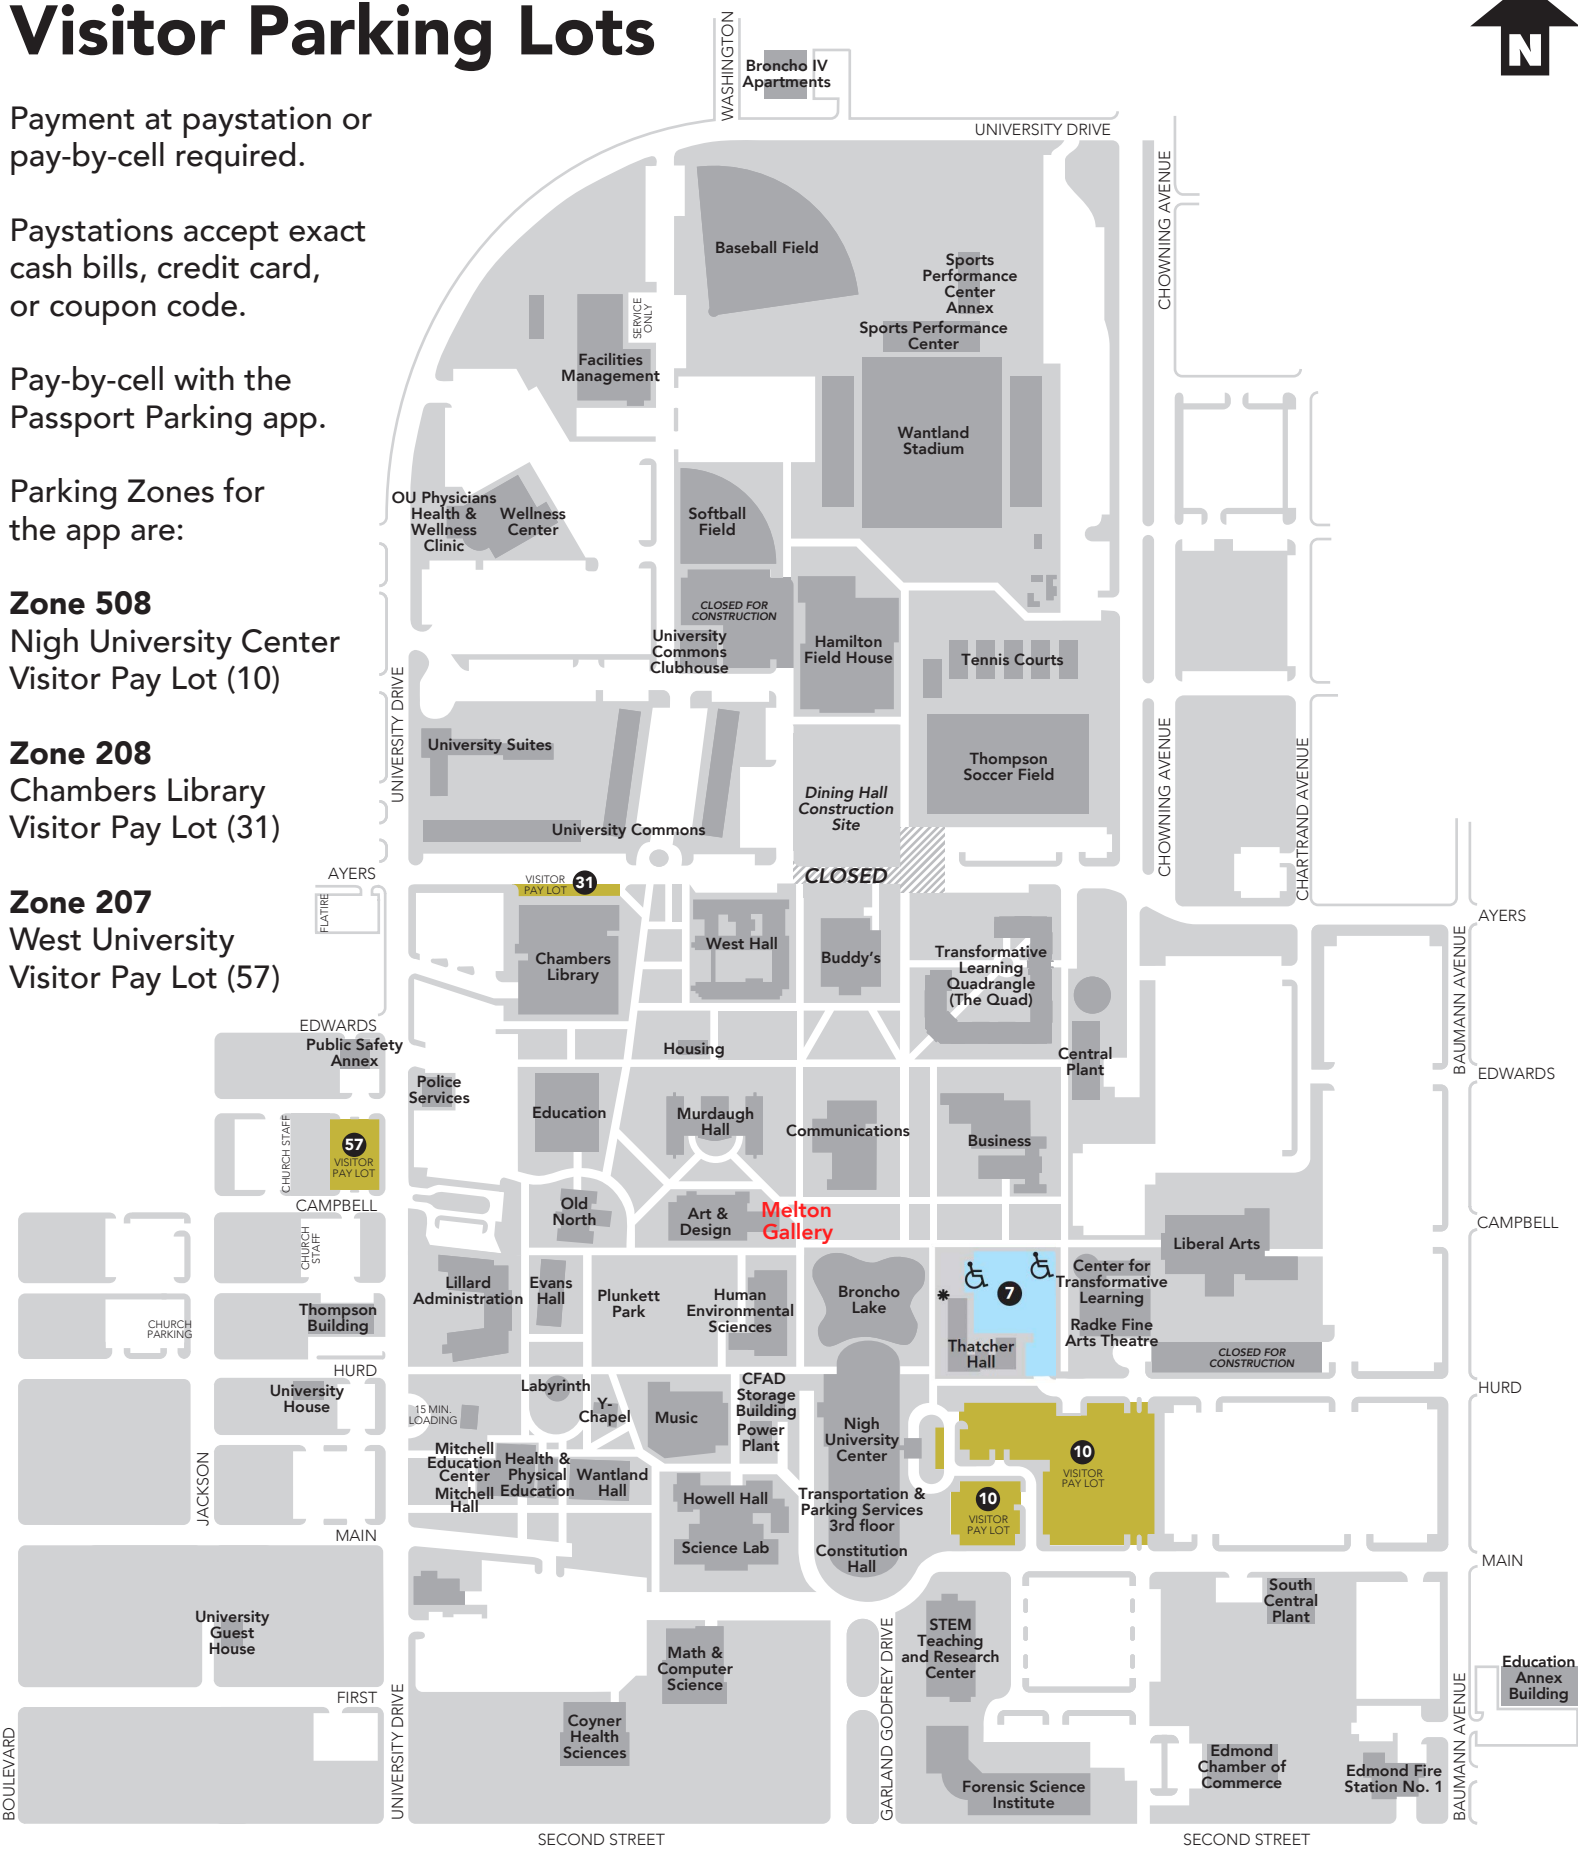 Visitor Parking Lots
N
Payment at paystation or
pay-by-cell required.
Paystations accept exact
cash bills, credit card,
or coupon code.
Pay-by-cell with the
Passport Parking app.
Parking Zones for
the app are:
Zone 508
Nigh University Center
Visitor Pay Lot (10)
Zone 208
Chambers Library
Visitor Pay Lot (31)
Zone 207
West University
Visitor Pay Lot (57)
WASHINGTON
Broncho IV
Apartments
UNIVERSITY DRIVE
CHOWNING AVENUE
Baseball Field
Sports
Performance
Center
Annex
Sports Performance
Center
SERVICE
ONLY
Facilities
Management
Wantland
Stadium
OU Physicians
Health &
Wellness
Clinic
Wellness
Center
Softball
Field
CLOSED FOR
CONSTRUCTION
University
Commons
Clubhouse
Hamilton
Field House
Tennis Courts
UNIVERSITY DRIVE
University Suites
Thompson
Soccer Field
CHOWNING AVENUE
CHARTRAND AVENUE
Dining Hall
Construction
Site
University Commons
CLOSED
AYERS
FLATIRE
VISITOR
PAY LOT
31
AYERS
Chambers
Library
West Hall
Buddy's
Transformative
Learning
Quadrangle
(The Quad)
BAUMANN AVENUE
EDWARDS
Public Safety
Annex
Housing
Central
Plant
EDWARDS
Police
Services
Education
Murdaugh
Hall
Communications
Business
CHURCH STAFF
57
VISITOR
PAY LOT
CAMPBELL
Old
North
Art &
Design
Melton
Gallery
CAMPBELL
Liberal Arts
CHURCH
STAFF
Lillard
Administration
Evans
Hall
Plunkett
Park
Human
Environmental
Sciences
Broncho
Lake
*
7
Center for
Transformative
Learning
Radke Fine
Arts Theatre
Thompson
Building
CHURCH
PARKING
Thatcher
Hall
CLOSED FOR
CONSTRUCTION
HURD
HURD
University
House
15 MIN.
LOADING
Labyrinth
Y-
Chapel
Music
CFAD
Storage
Building
Power
Plant
Nigh
University
Center
10
VISITOR
PAY LOT
JACKSON
Mitchell
Education
Center
Mitchell
Hall
Health &
Physical
Education
Wantland
Hall
Howell Hall
Transportation &
Parking Services
3rd floor
10
VISITOR
PAY LOT
MAIN
Science Lab
Constitution
Hall
MAIN
South
Central
Plant
University
Guest
House
Math &
Computer
Science
GARLAND GODFREY DRIVE
STEM
Teaching
and Research
Center
Education
Annex
Building
FIRST
UNIVERSITY DRIVE
BOULEVARD
Coyner
Health
Sciences
Forensic Science
Institute
Edmond
Chamber of
Commerce
Edmond Fire
Station No. 1
BAUMANN AVENUE
SECOND STREET
SECOND STREET